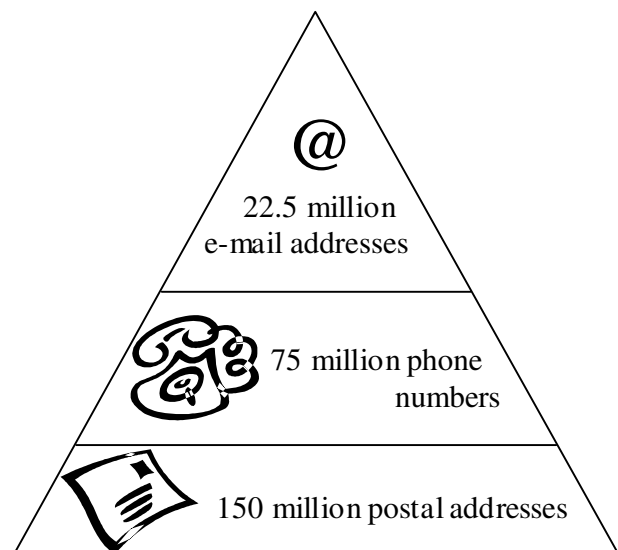 @
22.5 million
e-mail addresses
75 million phone
numbers
150 million postal addresses